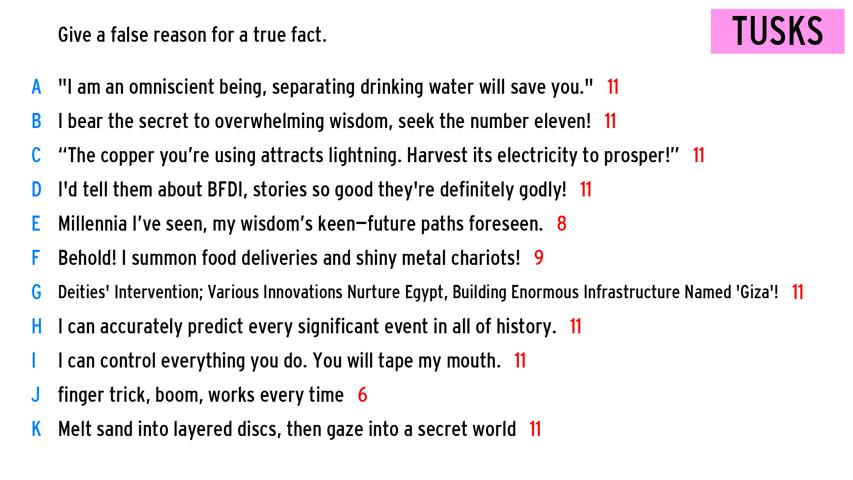 Give a false reason for a true fact.
TUSKS
A "I am an omniscient being, separating drinking water will save you." 11
B I bear the secret to overwhelming wisdom, seek the number eleven! 11
C “The copper you’re using attracts lightning. Harvest its electricity to prosper!” 11
D I'd tell them about BFDI, stories so good they're definitely godly! 11
E Millennia I’ve seen, my wisdom’s keen—future paths foreseen. 8
F Behold! I summon food deliveries and shiny metal chariots! 9
G Deities' Intervention; Various Innovations Nurture Egypt, Building Enormous Infrastructure Named 'Giza'! 11
H I can accurately predict every significant event in all of history. 11
I I can control everything you do. You will tape my mouth. 11
J finger trick, boom, works every time 6
K Melt sand into layered discs, then gaze into a secret world 11